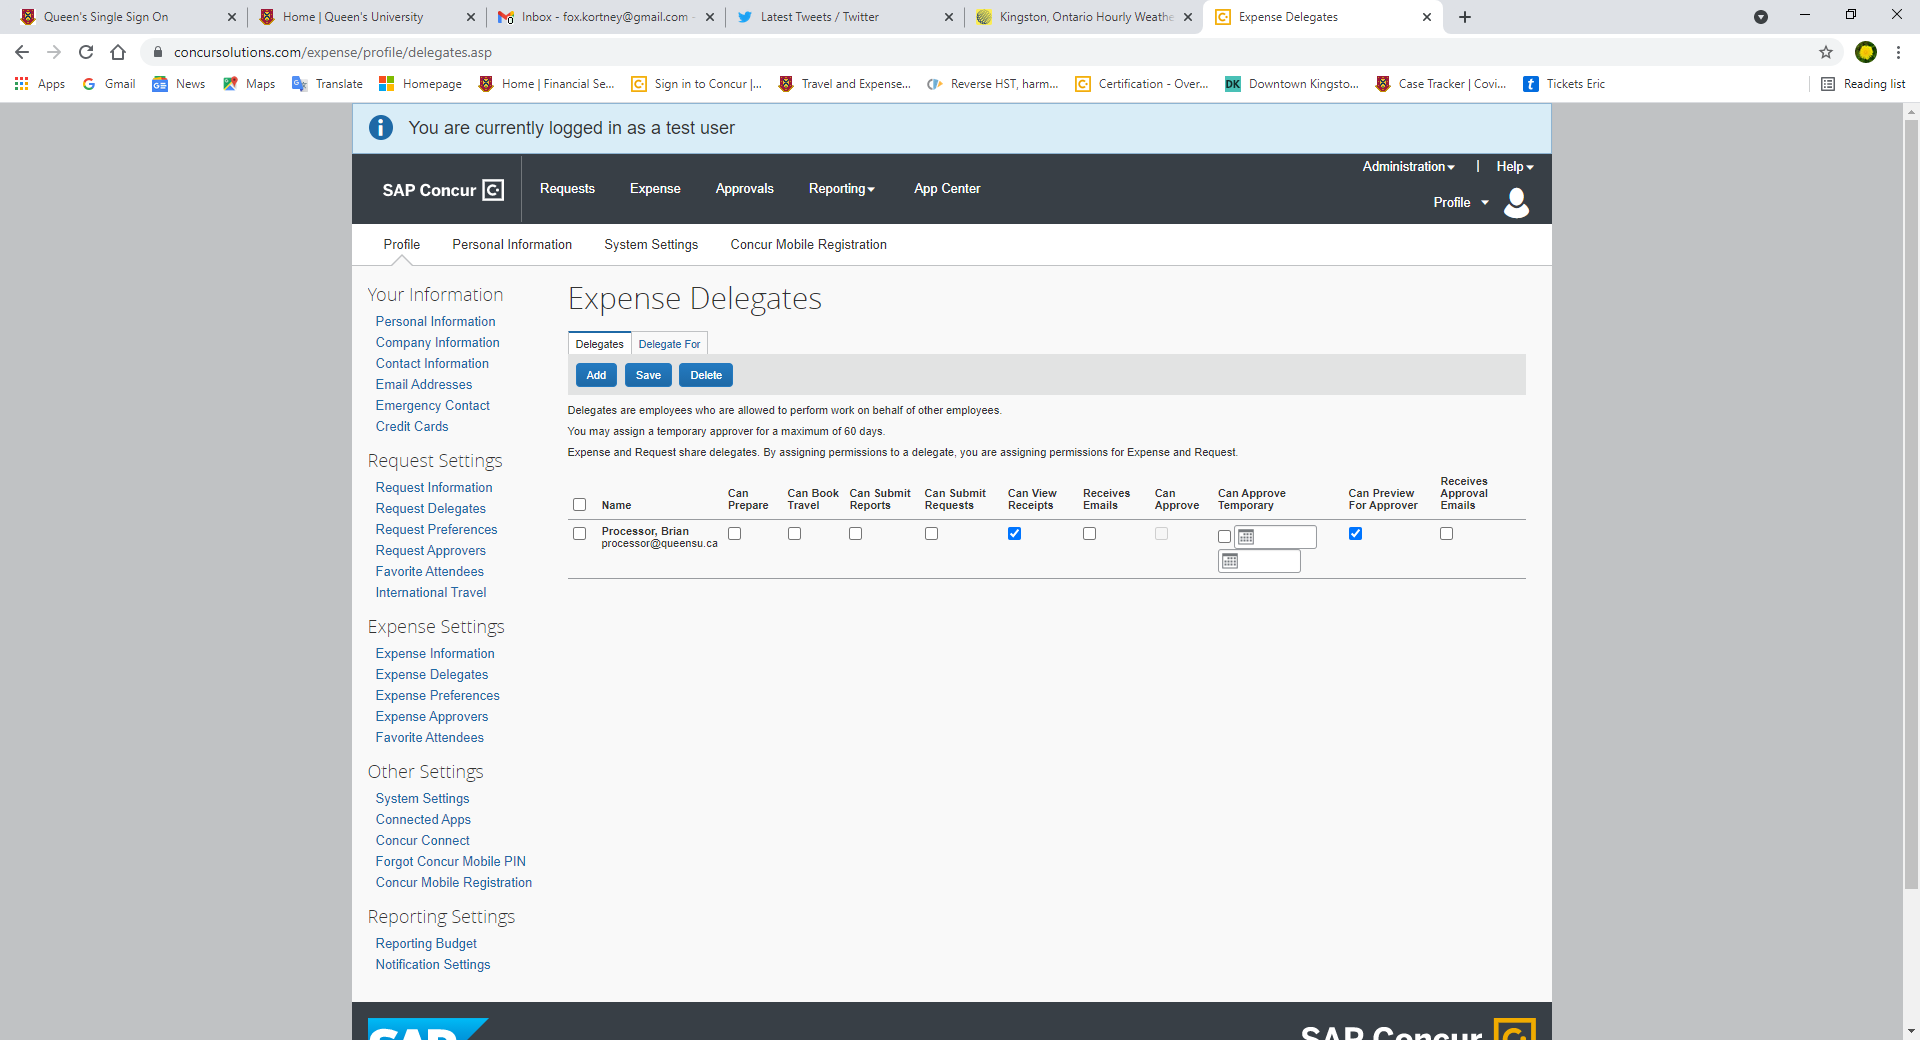 Queen's Single Sign On
Home | Queen's University
Inbox - fox.kortney@gmail.com -
Latest Tweets / Twitter
Kingston, Ontario Hourly Weathe
Expense Delegates
concursolutions.com/expense/profile/delegates.asp
Apps
Gmail
News
Maps
Translate
Homepage
Home | Financial Se...
Sign in to Concur |...
Travel and Expense...
Reverse HST, harm...
Certification - Over...
DK Downtown Kingsto...
Case Tracker | Covi...
t Tickets Eric
Reading list
You are currently logged in as a test user
Administration | Help
SAP Concur C
Requests
Expense
Approvals
Reporting
App Center
Profile
Profile
Personal Information
System Settings
Concur Mobile Registration
Your Information
Personal Information
Company Information
Contact Information
Email Addresses
Emergency Contact
Credit Cards
Request Settings
Request Information
Request Delegates
Request Preferences
Request Approvers
Favorite Attendees
International Travel
Expense Settings
Expense Information
Expense Delegates
Expense Preferences
Expense Approvers
Favorite Attendees
Other Settings
System Settings
Connected Apps
Concur Connect
Forgot Concur Mobile PIN
Concur Mobile Registration
Reporting Settings
Reporting Budget
Notification Settings
Expense Delegates
Delegates
Delegate For
Add
Save
Delete
Delegates are employees who are allowed to perform work on behalf of other employees.
You may assign a temporary approver for a maximum of 60 days.
Expense and Request share delegates. By assigning permissions to a delegate, you are assigning permissions for Expense and Request.
Name
Can
Prepare
Can Book
Travel
Can Submit
Reports
Can Submit
Requests
Can View
Receipts
Receives
Emails
Can
Approve
Can Approve
Temporary
Can Preview
For Approver
Receives
Approval
Emails
Processor, Brian
processor@queensu.ca
SAP
SAP Concur C